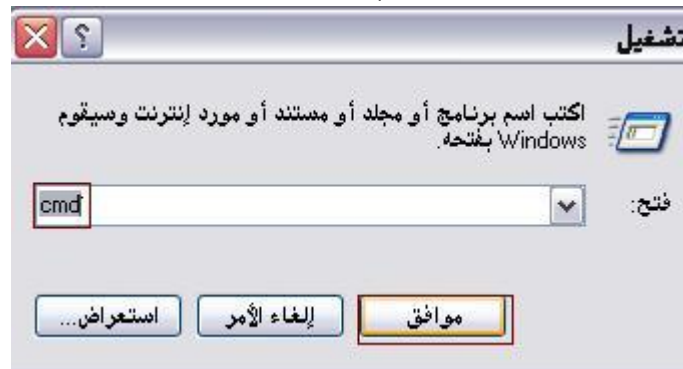 تشغيل
اكتب اسم برنامج أو مجلد أو مستند أو مورد إنترنت وسيقوم
Windows بفتحه.
فتح:
cmd
موافق
إلغاء الأمر
استعراض...